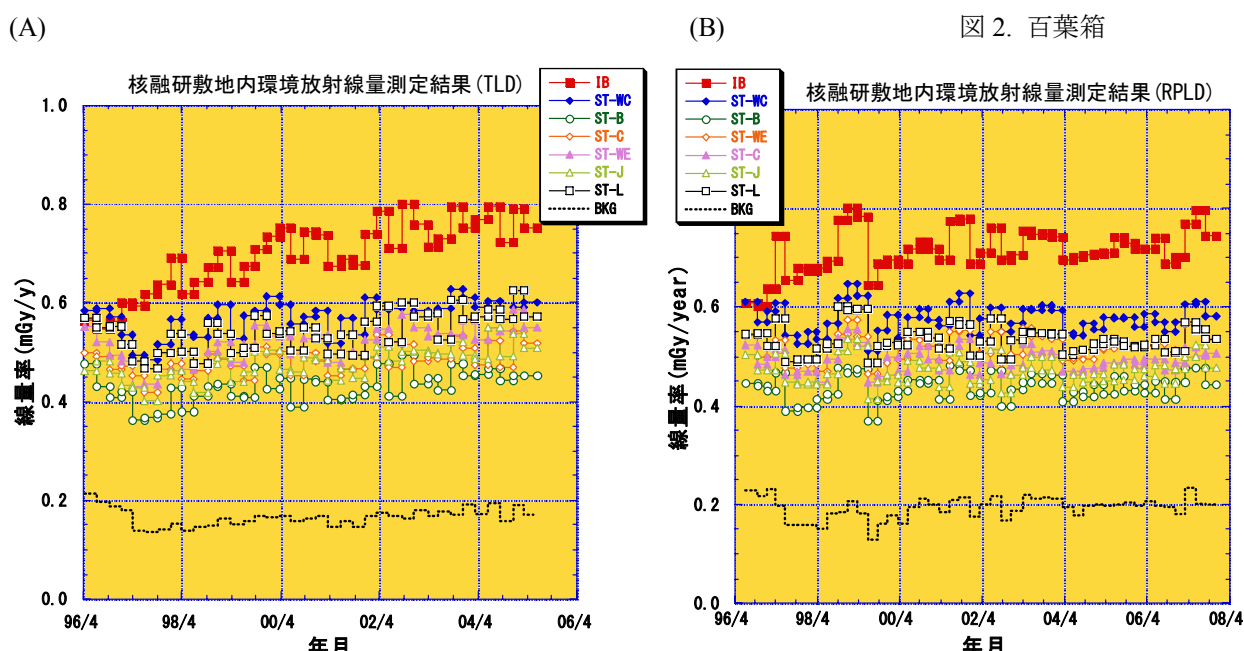 (A)
(B)
図 2. 百葉箱
核融研敷地内環境放射線量測定結果(TLD)
IB
ST-WC
ST-B
ST-C
ST-WE
ST-J
ST-L
BKG
線量率(mGy/y)
1.0
0.8
0.6
0.4
0.2
0.0
96/4
98/4
00/4
02/4
04/4
06/4
年月
核融研敷地内環境放射線量測定結果(RPLD)
IB
ST-WC
ST-B
ST-WE
ST-C
ST-J
ST-L
BKG
線量率(mGy/year)
0.6
0.4
0.2
0.0
96/4
98/4
00/4
02/4
04/4
06/4
08/4
年月